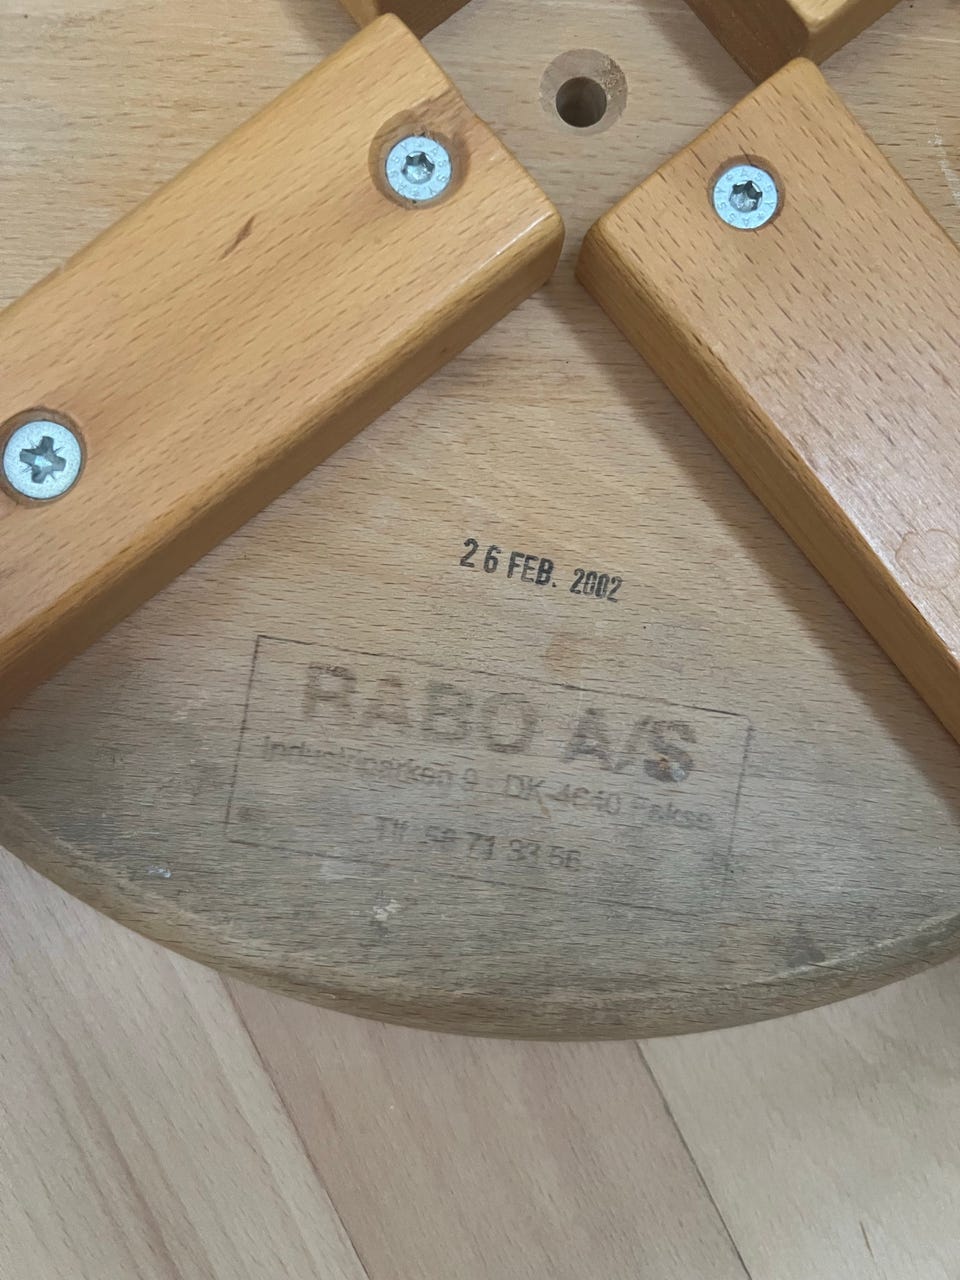 26 FEB. 2002
RABO A/S
Industriparken 9 . DK 4640 Fakse
Tlf. 56 71 33 56